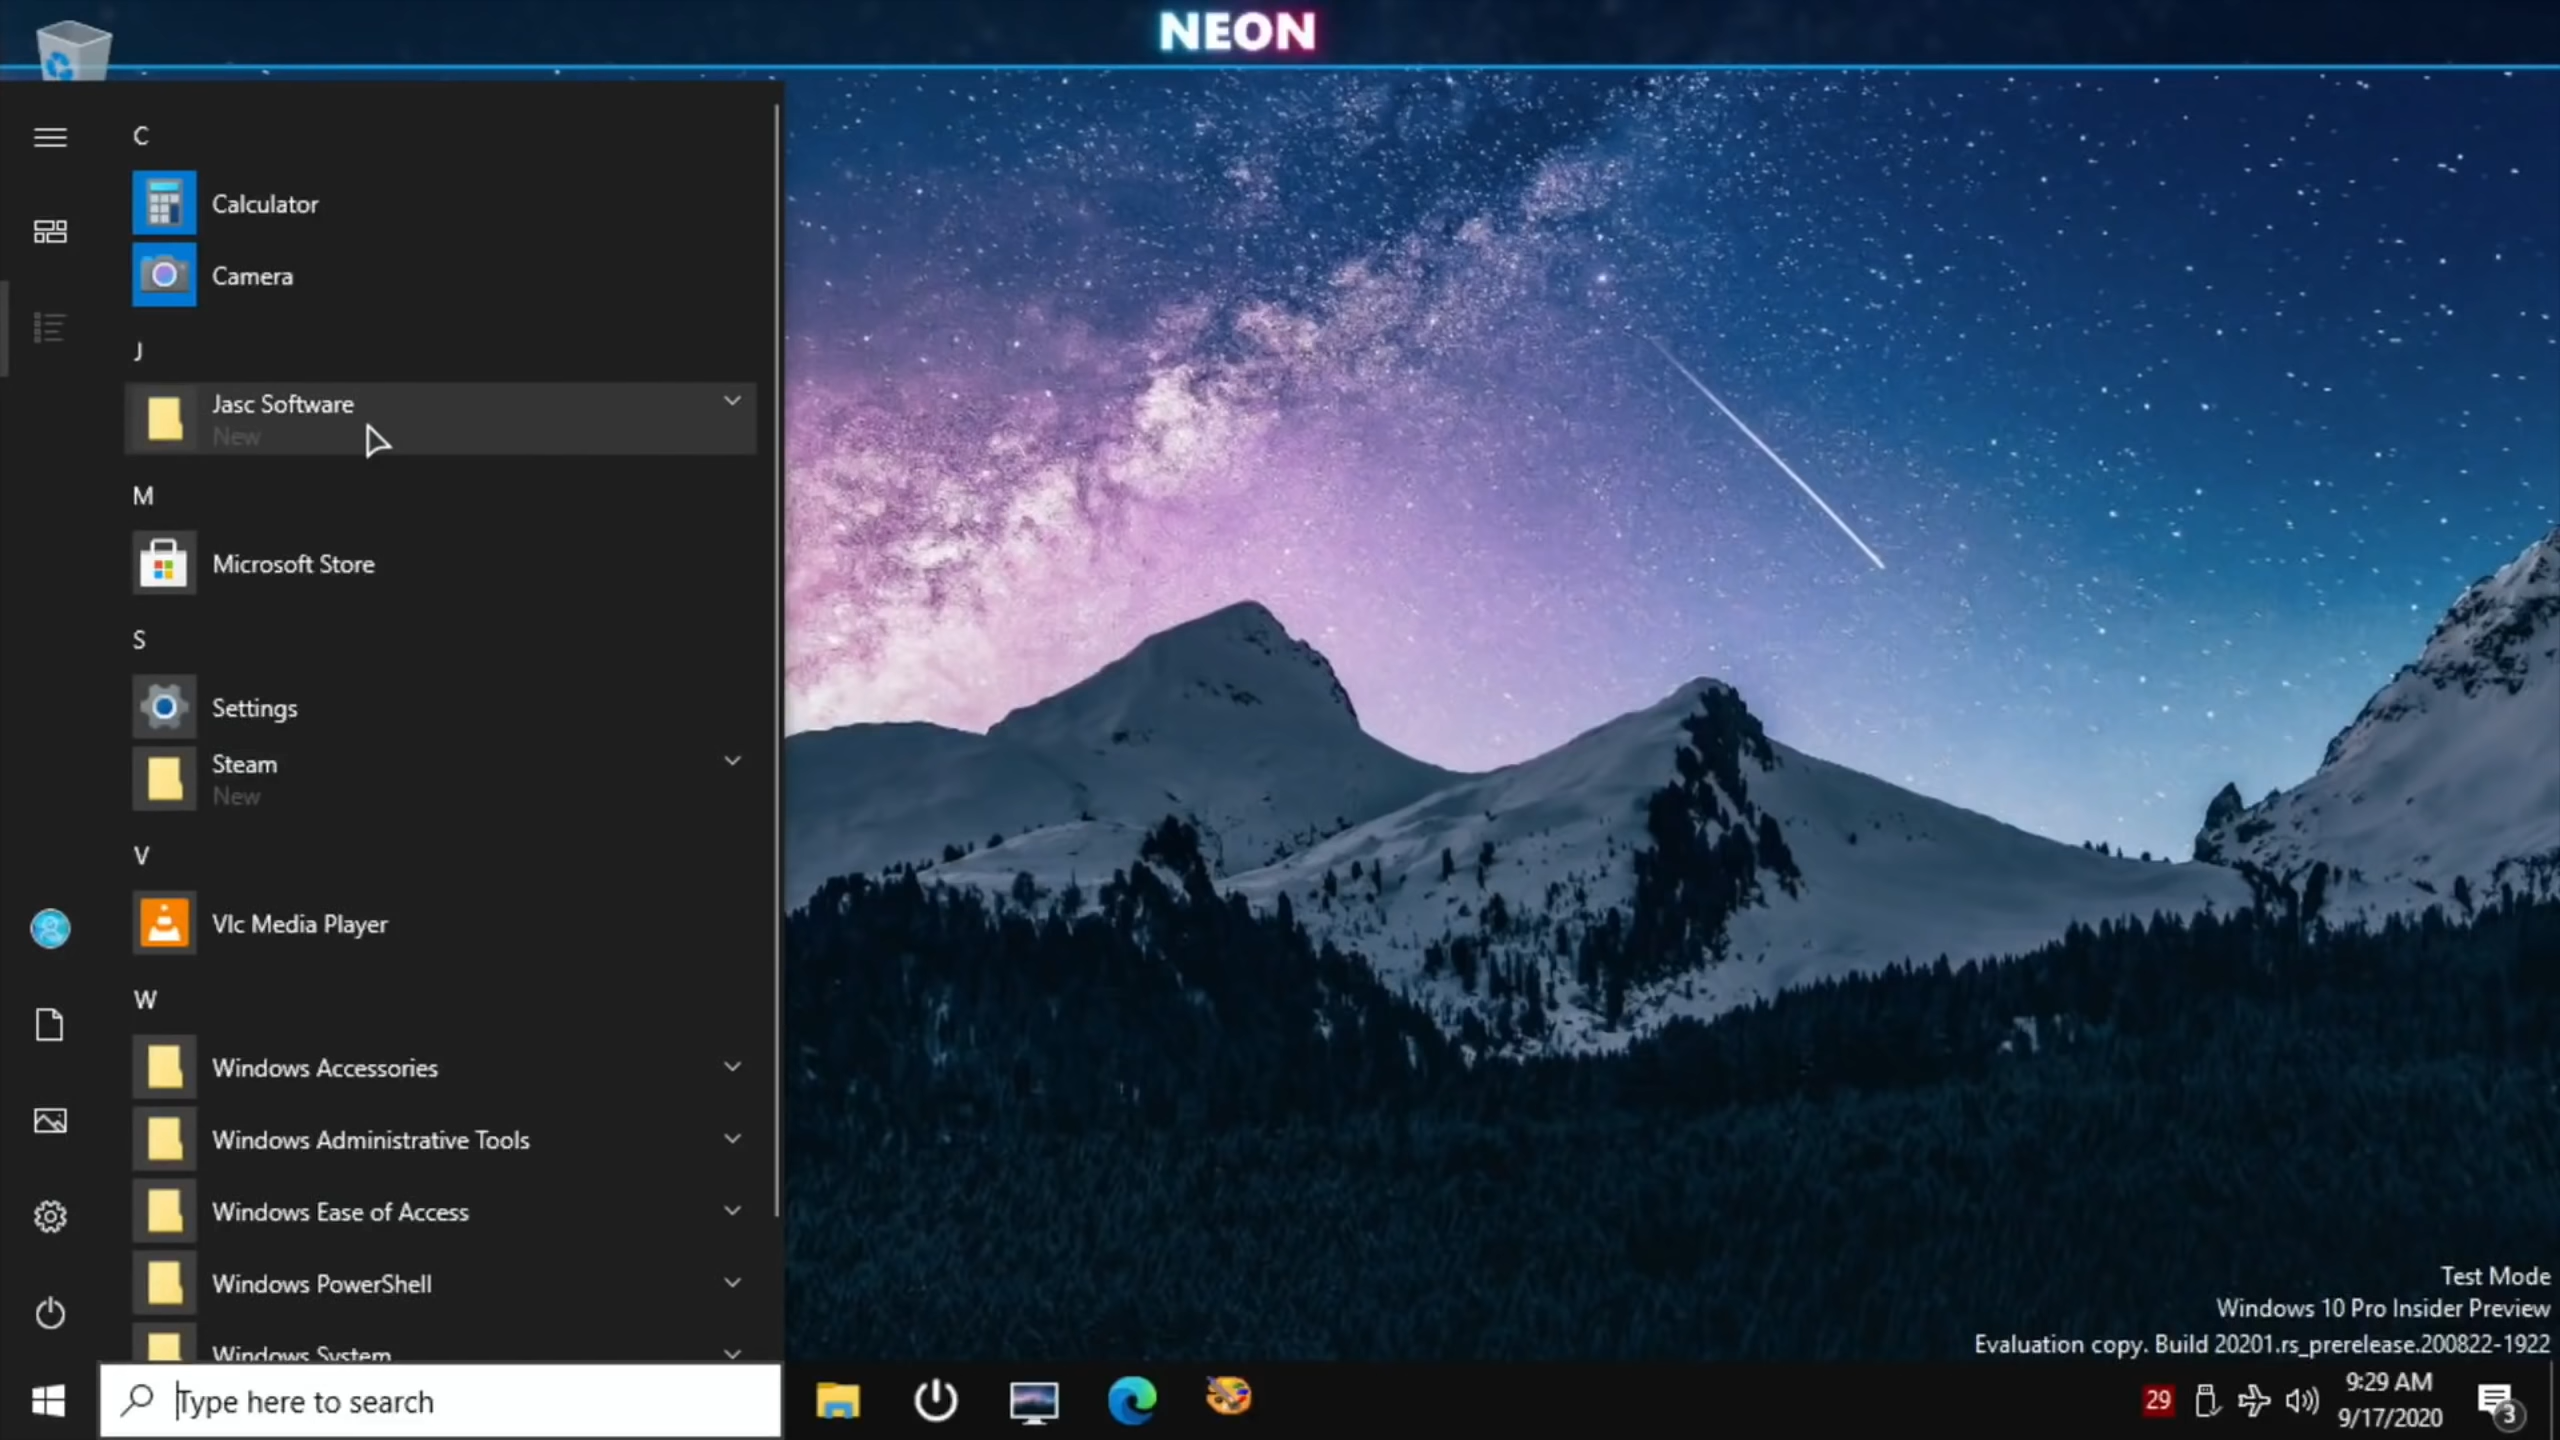 NEON
C
Calculator
Camera
J
Jasc Software
New
M
Microsoft Store
S
Settings
Steam
New
V
Vlc Media Player
W
Windows Accessories
Windows Administrative Tools
Windows Ease of Access
Windows PowerShell
Windows System
Type here to search
Test Mode
Windows 10 Pro Insider Preview
Evaluation copy. Build 20201.rs_prerelease.200822-1922
29
9:29 AM
9/17/2020
3